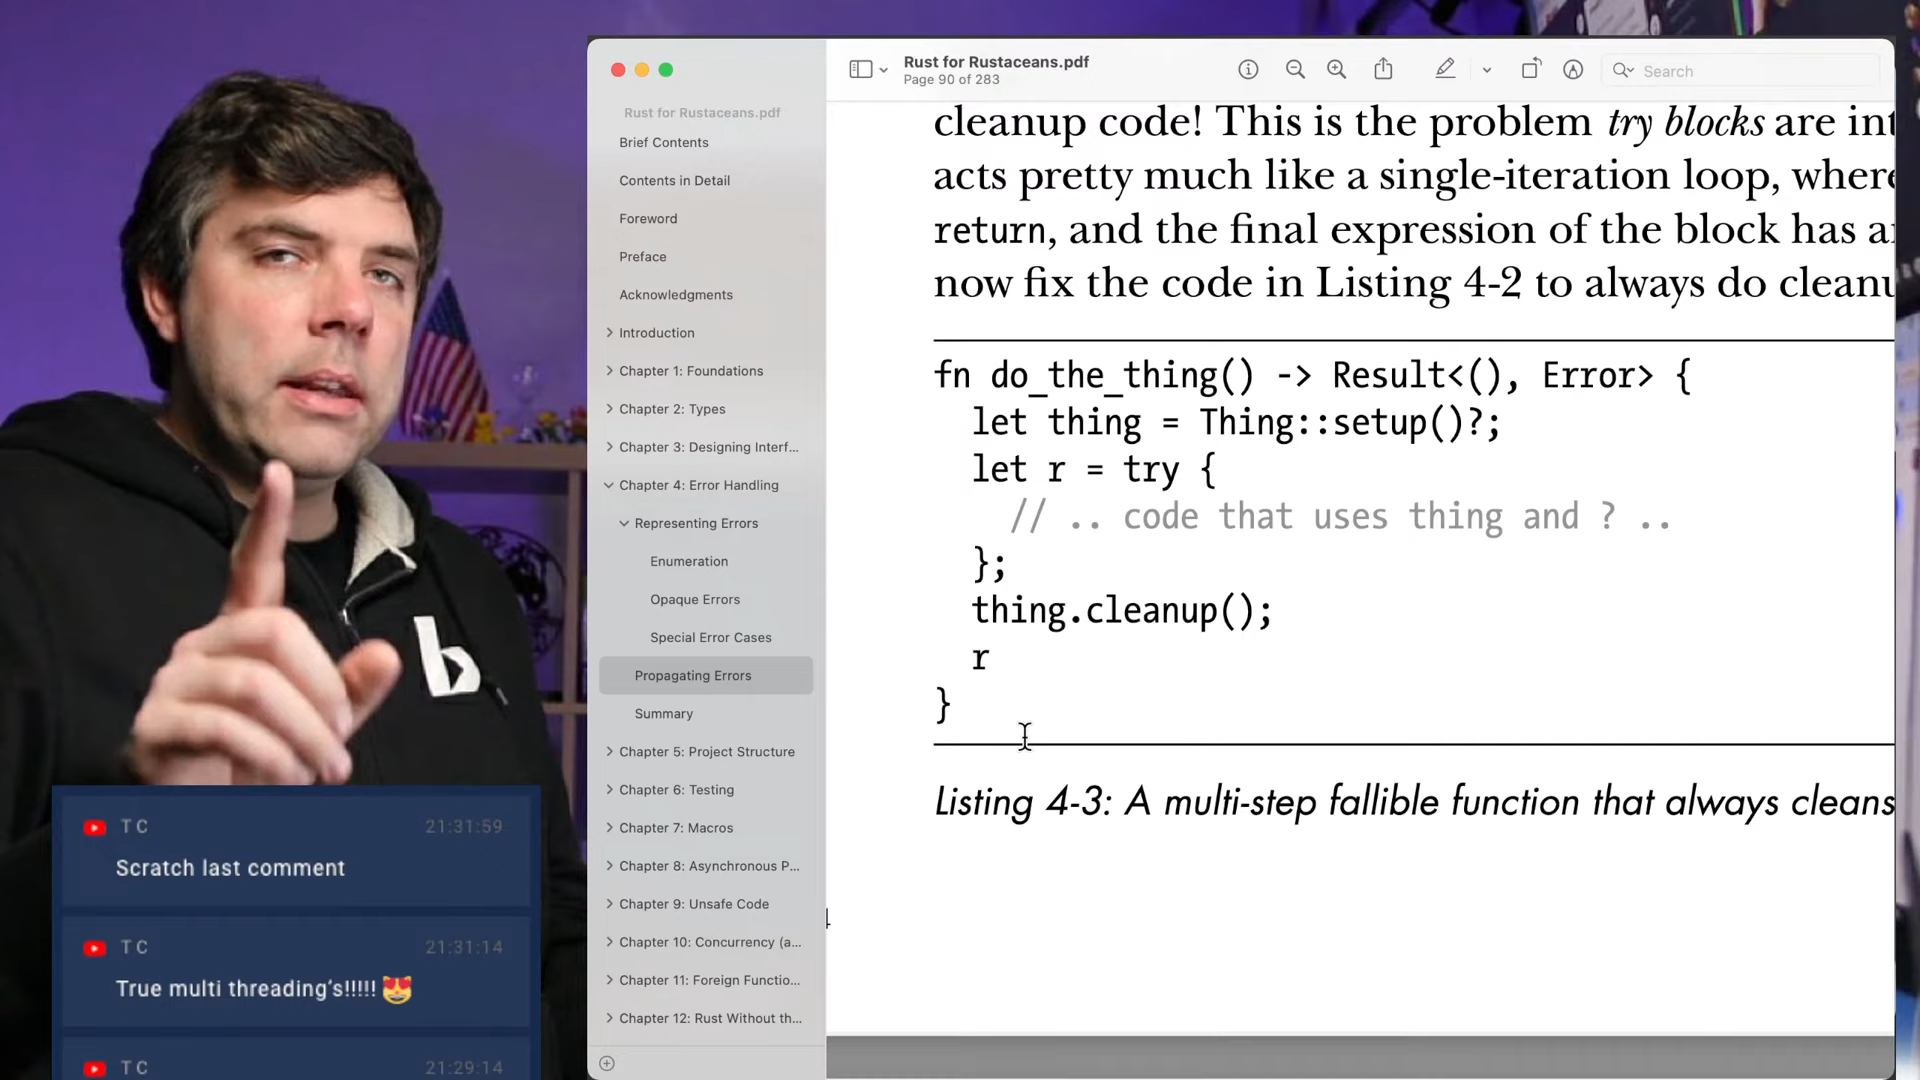 Rust for Rustaceans.pdf
Page 90 of 283
Search
Rust for Rustaceans.pdf
Brief Contents
Contents in Detail
Foreword
Preface
Acknowledgments
Introduction
Chapter 1: Foundations
Chapter 2: Types
Chapter 3: Designing Interf...
Chapter 4: Error Handling
Representing Errors
Enumeration
Opaque Errors
Special Error Cases
Propagating Errors
Summary
Chapter 5: Project Structure
Chapter 6: Testing
Chapter 7: Macros
Chapter 8: Asynchronous P...
Chapter 9: Unsafe Code
Chapter 10: Concurrency (a...
Chapter 11: Foreign Functio...
Chapter 12: Rust Without th...
cleanup code! This is the problem try blocks are int
acts pretty much like a single-iteration loop, where
return, and the final expression of the block has a
now fix the code in Listing 4-2 to always do cleanu
fn do_the_thing() -> Result<(), Error> {
let thing = Thing::setup()?;
let r = try {
// .. code that uses thing and ? ..
};
thing.cleanup();
r
}
Listing 4-3: A multi-step fallible function that always cleans
b
T C 21:31:59
Scratch last comment
T C 21:31:14
True multi threading's!!!!! 😻
T C 21:29:14